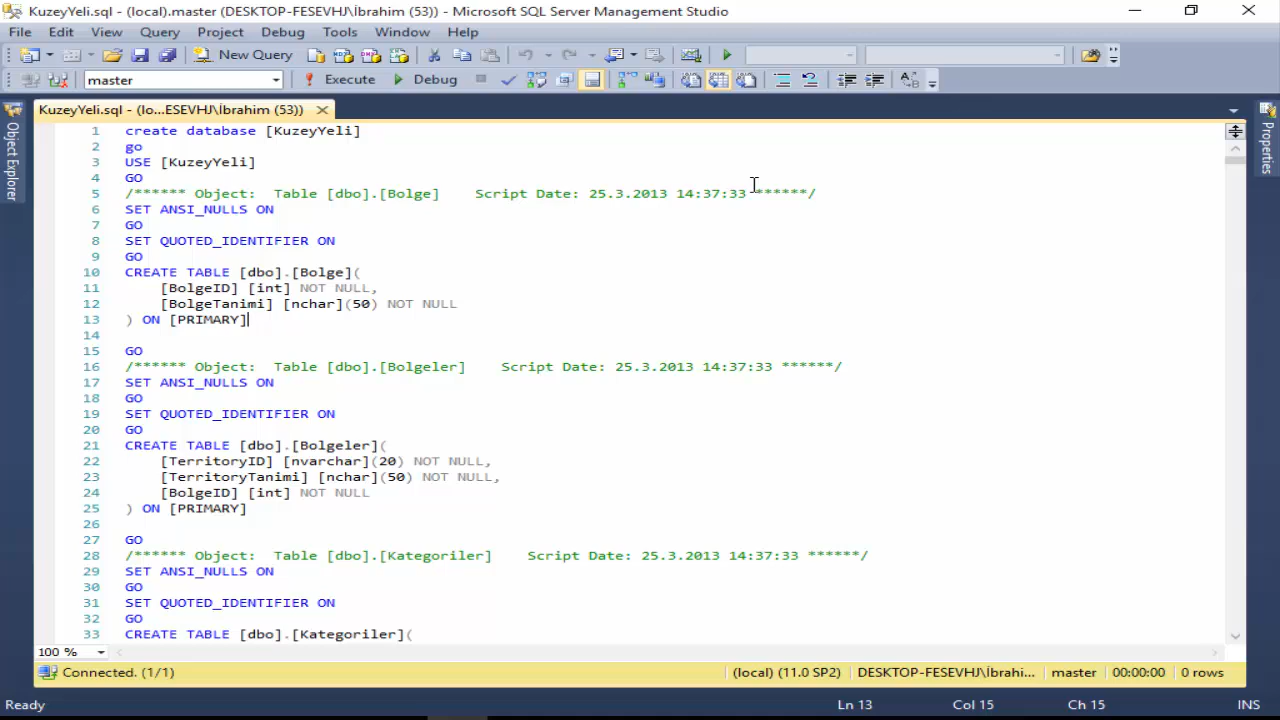 KuzeyYeli.sql - (local).master (DESKTOP-FESEVHJ\İbrahim (53)) - Microsoft SQL Server Management Studio
File Edit View Query Project Debug Tools Window Help
New Query
master Execute Debug
KuzeyYeli.sql - (lo...ESEVHJ\İbrahim (53))
Object Explorer
Properties
1 create database [KuzeyYeli]
2 go
3 USE [KuzeyYeli]
4 GO
5 /****** Object:  Table [dbo].[Bolge]    Script Date: 25.3.2013 14:37:33 ******/
6 SET ANSI_NULLS ON
7 GO
8 SET QUOTED_IDENTIFIER ON
9 GO
10 CREATE TABLE [dbo].[Bolge](
11 [BolgeID] [int] NOT NULL,
12 [BolgeTanimi] [nchar](50) NOT NULL
13 ) ON [PRIMARY]
14
15 GO
16 /****** Object:  Table [dbo].[Bolgeler]    Script Date: 25.3.2013 14:37:33 ******/
17 SET ANSI_NULLS ON
18 GO
19 SET QUOTED_IDENTIFIER ON
20 GO
21 CREATE TABLE [dbo].[Bolgeler](
22 [TerritoryID] [nvarchar](20) NOT NULL,
23 [TerritoryTanimi] [nchar](50) NOT NULL,
24 [BolgeID] [int] NOT NULL
25 ) ON [PRIMARY]
26
27 GO
28 /****** Object:  Table [dbo].[Kategoriler]    Script Date: 25.3.2013 14:37:33 ******/
29 SET ANSI_NULLS ON
30 GO
31 SET QUOTED_IDENTIFIER ON
32 GO
33 CREATE TABLE [dbo].[Kategoriler](
100 %
Connected. (1/1) (local) (11.0 SP2) DESKTOP-FESEVHJ\İbrahi... master 00:00:00 0 rows
Ready Ln 13 Col 15 Ch 15 INS